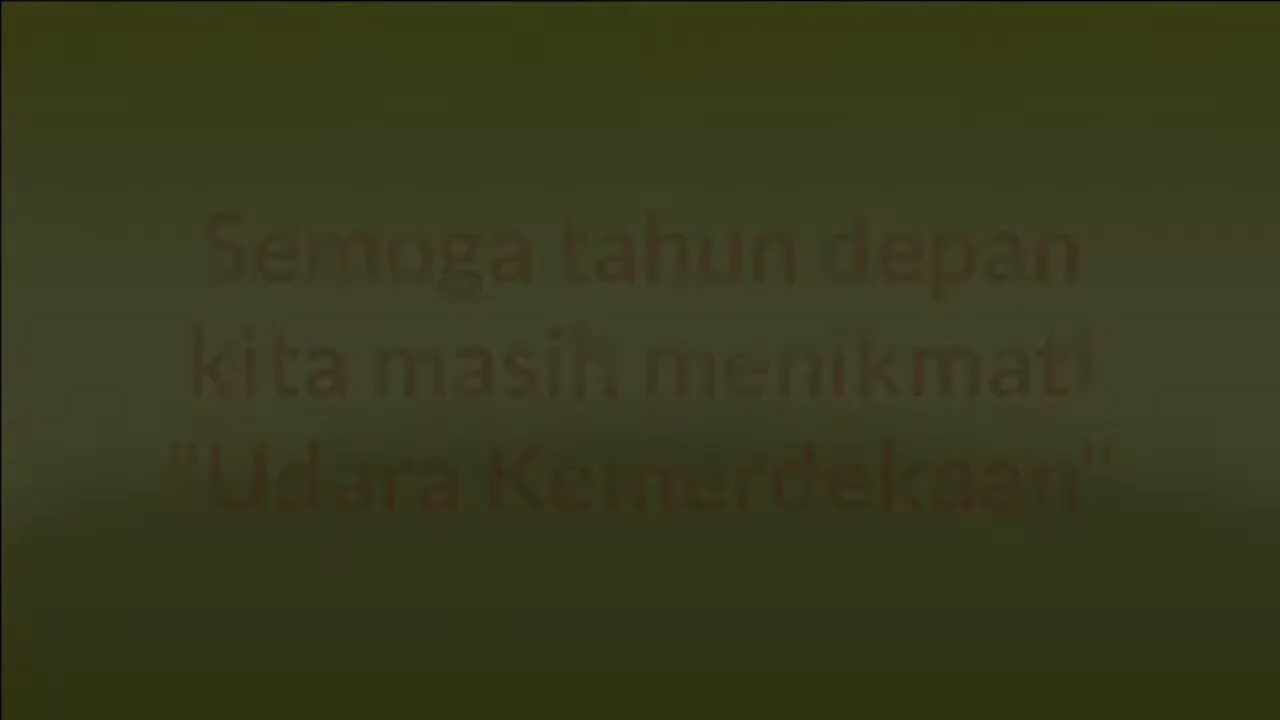 Semoga tahun depan
kita masih menikmati
"Udara Kemerdekaan"